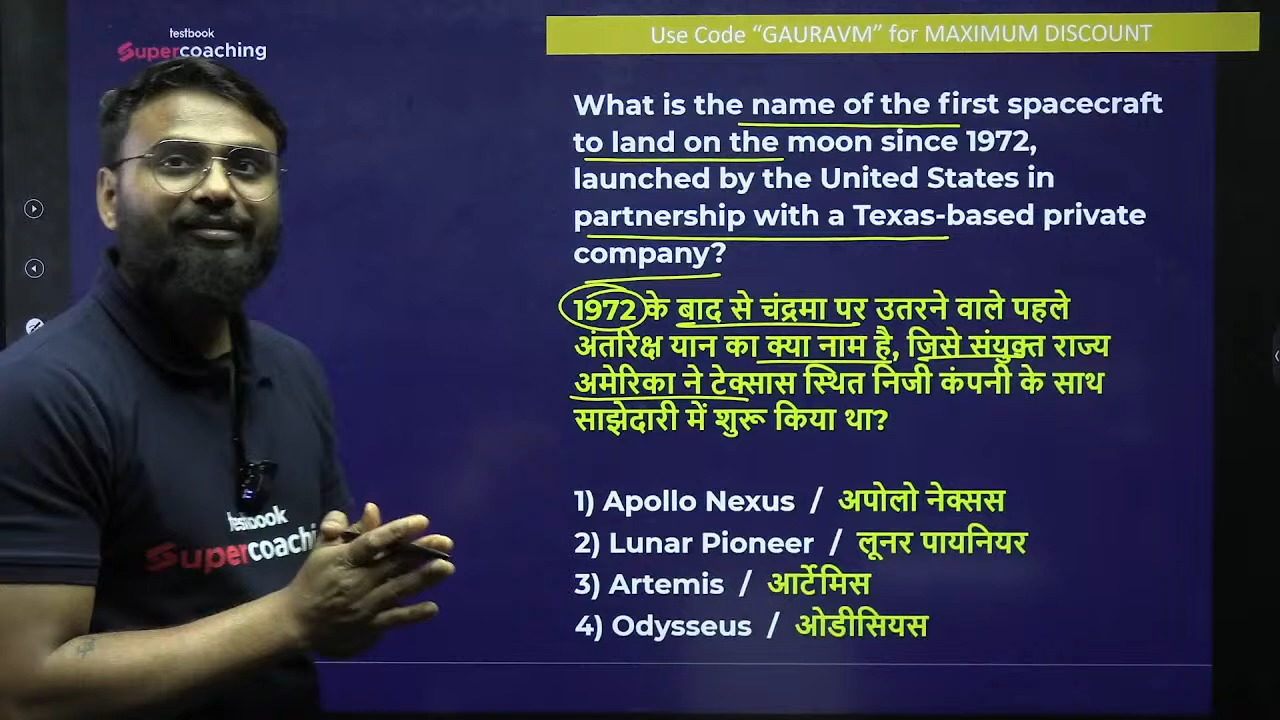 testbook
Supercoaching
Use Code “GAURAVM” for MAXIMUM DISCOUNT
What is the name of the first spacecraft
to land on the moon since 1972,
launched by the United States in
partnership with a Texas-based private
company?
1972 के बाद से चंद्रमा पर उतरने वाले पहले
अंतरिक्ष यान का क्या नाम है, जिसे संयुक्त राज्य
अमेरिका ने टेक्सास स्थित निजी कंपनी के साथ
साझेदारी में शुरू किया था?
1) Apollo Nexus / अपोलो नेक्सस
2) Lunar Pioneer / लूनर पायनियर
3) Artemis / आर्टेमिस
4) Odysseus / ओडीसियस
testbook
Supercoachi